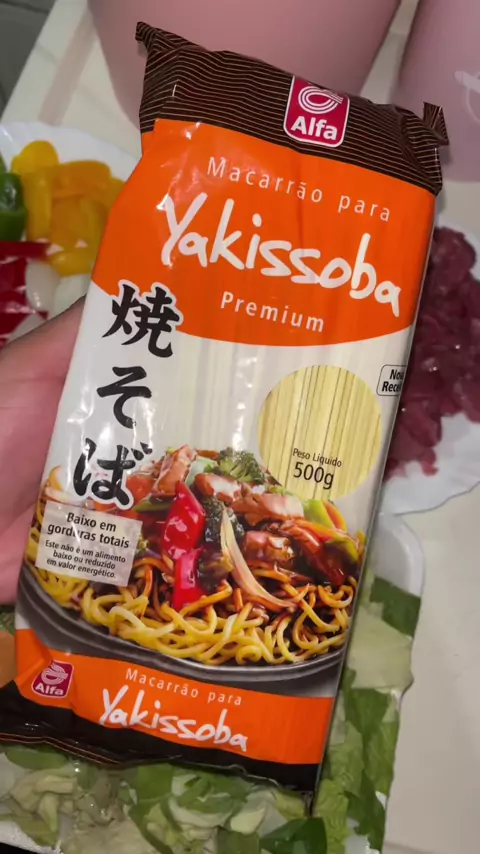 Alfa
Macarrão para
Yakissoba
Premium
焼そば
Peso Líquido
500g
Baixo em
gorduras totais
Este não é um alimento
baixo ou reduzido
em valor energético.
Alfa
Macarrão para
Yakissoba